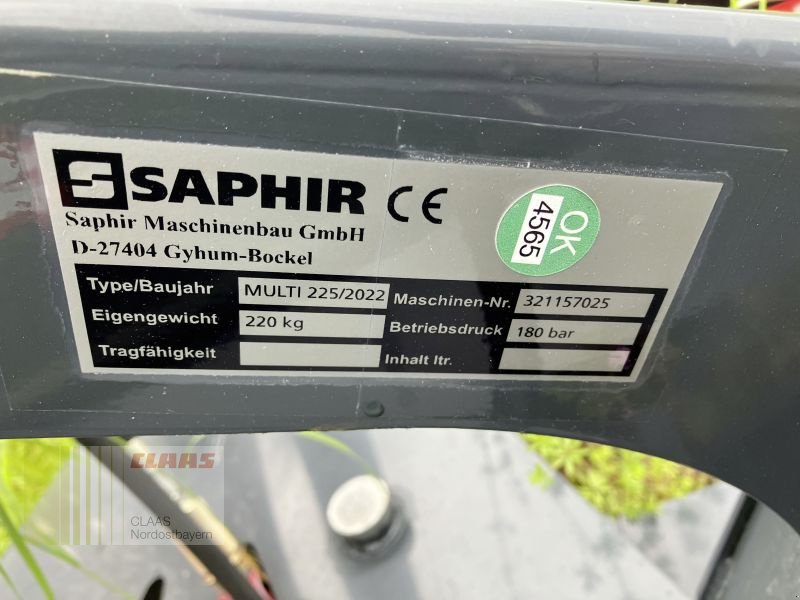 SAPHIR CE
Saphir Maschinenbau GmbH
D-27404 Gyhum-Bockel
OK
4565
Type/Baujahr MULTI 225/2022 Maschinen-Nr. 321157025
Eigengewicht 220 kg Betriebsdruck 180 bar
Tragfähigkeit Inhalt ltr.
CLAAS
CLAAS
Nordostbayern